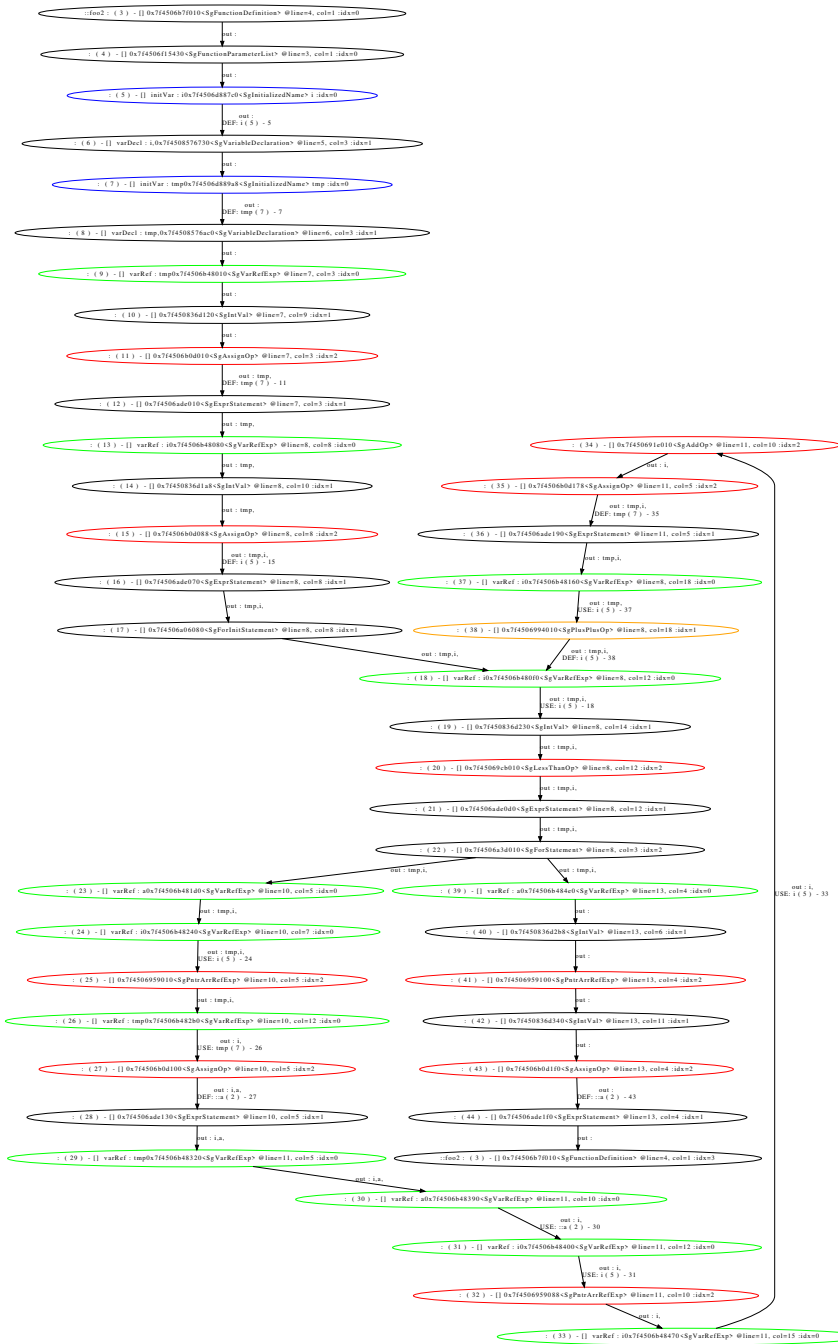 ::foo2 : ( 3 ) - [] 0x7f4506b7f010<SgFunctionDefinition> @line=4, col=1 :idx=0
out :
: ( 4 ) - [] 0x7f4506f15430<SgFunctionParameterList> @line=3, col=1 :idx=0
out :
: ( 5 ) - [] initVar : i0x7f4506d887c0<SgInitializedName> i :idx=0
out :
DEF: i ( 5 ) - 5
: ( 6 ) - [] varDecl : i,0x7f4508576730<SgVariableDeclaration> @line=5, col=3 :idx=1
out :
: ( 7 ) - [] initVar : tmp0x7f4506d889a8<SgInitializedName> tmp :idx=0
out :
DEF: tmp ( 7 ) - 7
: ( 8 ) - [] varDecl : tmp,0x7f4508576ac0<SgVariableDeclaration> @line=6, col=3 :idx=1
out :
: ( 9 ) - [] varRef : tmp0x7f4506b48010<SgVarRefExp> @line=7, col=3 :idx=0
out :
: ( 10 ) - [] 0x7f450836d120<SgIntVal> @line=7, col=9 :idx=1
out :
: ( 11 ) - [] 0x7f4506b0d010<SgAssignOp> @line=7, col=3 :idx=2
out : tmp,
DEF: tmp ( 7 ) - 11
: ( 12 ) - [] 0x7f4506ade010<SgExprStatement> @line=7, col=3 :idx=1
out : tmp,
: ( 13 ) - [] varRef : i0x7f4506b48080<SgVarRefExp> @line=8, col=8 :idx=0
out : tmp,
: ( 14 ) - [] 0x7f450836d1a8<SgIntVal> @line=8, col=10 :idx=1
out : tmp,
: ( 15 ) - [] 0x7f4506b0d088<SgAssignOp> @line=8, col=8 :idx=2
out : tmp,i,
DEF: i ( 5 ) - 15
: ( 16 ) - [] 0x7f4506ade070<SgExprStatement> @line=8, col=8 :idx=1
out : tmp,i,
: ( 17 ) - [] 0x7f4506a06080<SgForInitStatement> @line=8, col=8 :idx=1
out : tmp,i,
: ( 34 ) - [] 0x7f450691e010<SgAddOp> @line=11, col=10 :idx=2
out : i,
: ( 35 ) - [] 0x7f4506b0d178<SgAssignOp> @line=11, col=5 :idx=2
out : tmp,i,
DEF: tmp ( 7 ) - 35
: ( 36 ) - [] 0x7f4506ade190<SgExprStatement> @line=11, col=5 :idx=1
out : tmp,i,
: ( 37 ) - [] varRef : i0x7f4506b48160<SgVarRefExp> @line=8, col=18 :idx=0
out : tmp,
USE: i ( 5 ) - 37
: ( 38 ) - [] 0x7f4506994010<SgPlusPlusOp> @line=8, col=18 :idx=1
out : tmp,i,
DEF: i ( 5 ) - 38
: ( 18 ) - [] varRef : i0x7f4506b480f0<SgVarRefExp> @line=8, col=12 :idx=0
out : tmp,i,
USE: i ( 5 ) - 18
: ( 19 ) - [] 0x7f450836d230<SgIntVal> @line=8, col=14 :idx=1
out : tmp,i,
: ( 20 ) - [] 0x7f45069cb010<SgLessThanOp> @line=8, col=12 :idx=2
out : tmp,i,
: ( 21 ) - [] 0x7f4506ade0d0<SgExprStatement> @line=8, col=12 :idx=1
out : tmp,i,
: ( 22 ) - [] 0x7f4506a3d010<SgForStatement> @line=8, col=3 :idx=2
out : tmp,i,
out : tmp,i,
: ( 23 ) - [] varRef : a0x7f4506b481d0<SgVarRefExp> @line=10, col=5 :idx=0
out : tmp,i,
: ( 24 ) - [] varRef : i0x7f4506b48240<SgVarRefExp> @line=10, col=7 :idx=0
out : tmp,i,
USE: i ( 5 ) - 24
: ( 25 ) - [] 0x7f4506959010<SgPntrArrRefExp> @line=10, col=5 :idx=2
out : tmp,i,
: ( 26 ) - [] varRef : tmp0x7f4506b482b0<SgVarRefExp> @line=10, col=12 :idx=0
out : i,
USE: tmp ( 7 ) - 26
: ( 27 ) - [] 0x7f4506b0d100<SgAssignOp> @line=10, col=5 :idx=2
out : i,a,
DEF: ::a ( 2 ) - 27
: ( 28 ) - [] 0x7f4506ade130<SgExprStatement> @line=10, col=5 :idx=1
out : i,a,
: ( 29 ) - [] varRef : tmp0x7f4506b48320<SgVarRefExp> @line=11, col=5 :idx=0
out : i,a,
: ( 39 ) - [] varRef : a0x7f4506b484e0<SgVarRefExp> @line=13, col=4 :idx=0
out :
: ( 40 ) - [] 0x7f450836d2b8<SgIntVal> @line=13, col=6 :idx=1
out :
: ( 41 ) - [] 0x7f4506959100<SgPntrArrRefExp> @line=13, col=4 :idx=2
out :
: ( 42 ) - [] 0x7f450836d340<SgIntVal> @line=13, col=11 :idx=1
out :
: ( 43 ) - [] 0x7f4506b0d1f0<SgAssignOp> @line=13, col=4 :idx=2
out :
DEF: ::a ( 2 ) - 43
: ( 44 ) - [] 0x7f4506ade1f0<SgExprStatement> @line=13, col=4 :idx=1
out :
::foo2 : ( 3 ) - [] 0x7f4506b7f010<SgFunctionDefinition> @line=4, col=1 :idx=3
: ( 30 ) - [] varRef : a0x7f4506b48390<SgVarRefExp> @line=11, col=10 :idx=0
out : i,
USE: ::a ( 2 ) - 30
: ( 31 ) - [] varRef : i0x7f4506b48400<SgVarRefExp> @line=11, col=12 :idx=0
out : i,
USE: i ( 5 ) - 31
: ( 32 ) - [] 0x7f4506959088<SgPntrArrRefExp> @line=11, col=10 :idx=2
out : i,
: ( 33 ) - [] varRef : i0x7f4506b48470<SgVarRefExp> @line=11, col=15 :idx=0
out : i,
USE: i ( 5 ) - 33